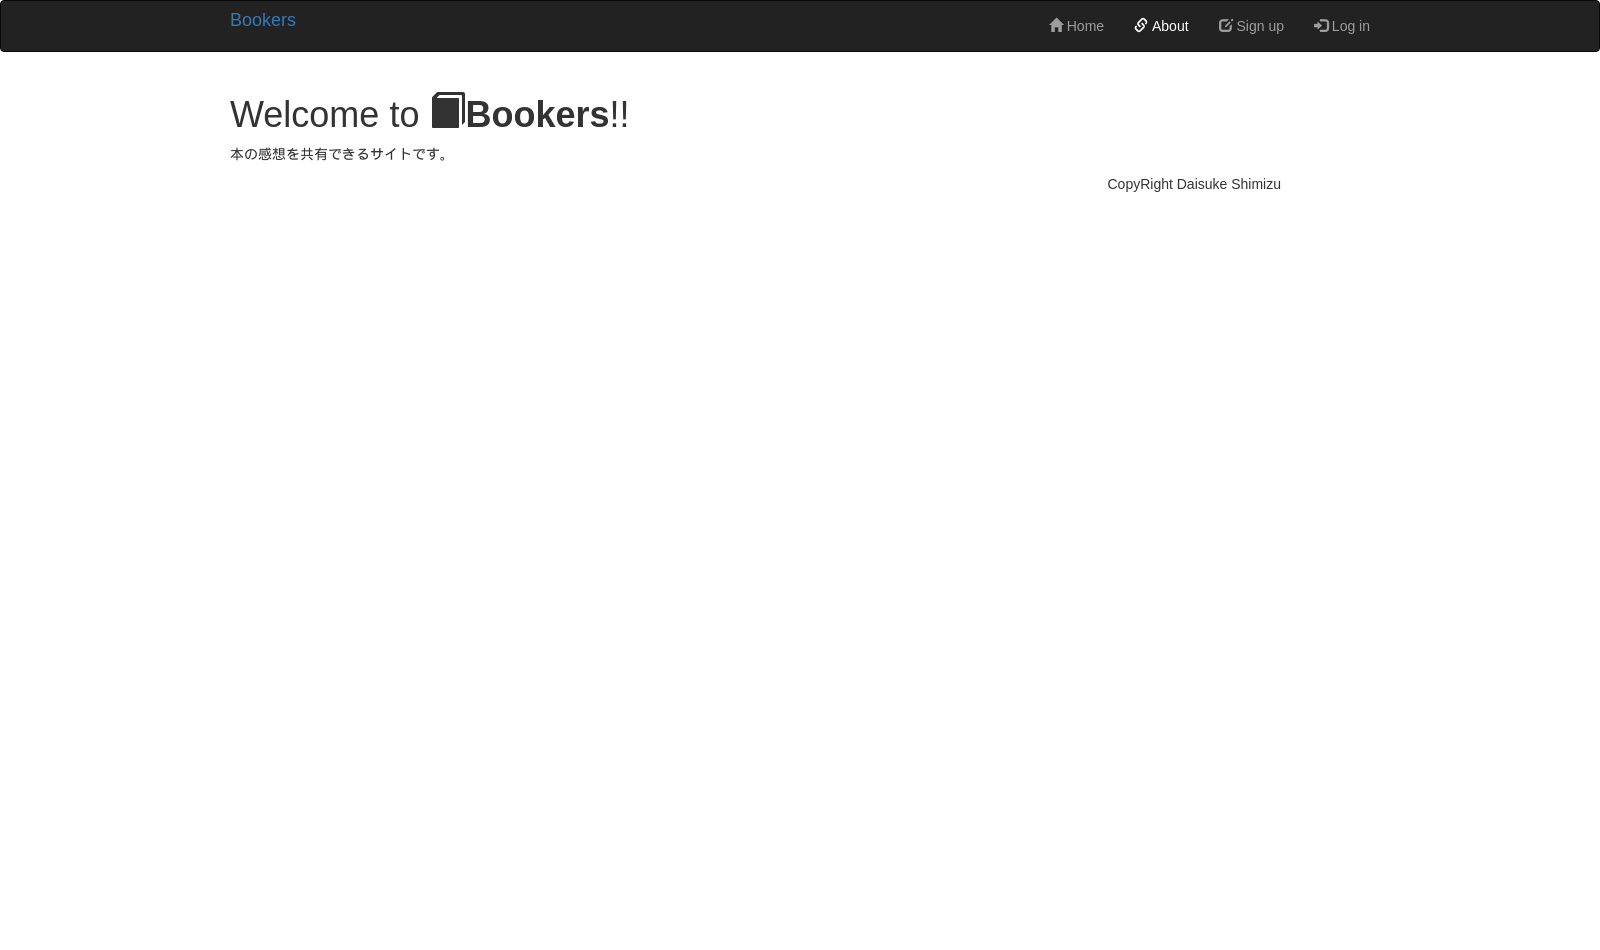 Bookers
Home About Sign up Log in
Welcome to Bookers!!
本の感想を共有できるサイトです。
CopyRight Daisuke Shimizu